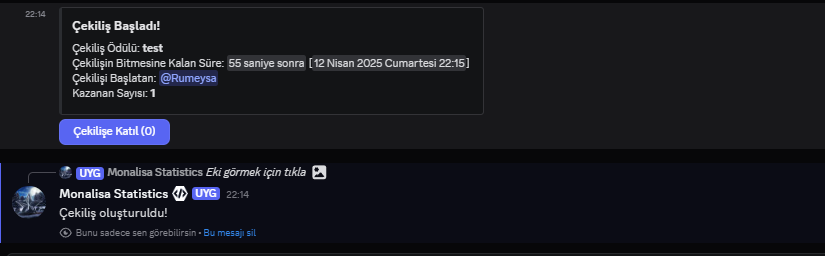 22:14
Çekiliş Başladı!
Çekiliş Ödülü: test
Çekilişin Bitmesine Kalan Süre: 55 saniye sonra [12 Nisan 2025 Cumartesi 22:15]
Çekilişi Başlatan: @Rumeysa
Kazanan Sayısı: 1
Çekilişe Katıl (0)
UYG Monalisa Statistics Eki görmek için tıkla
Monalisa Statistics UYG 22:14
Çekiliş oluşturuldu!
Bunu sadece sen görebilirsin • Bu mesajı sil